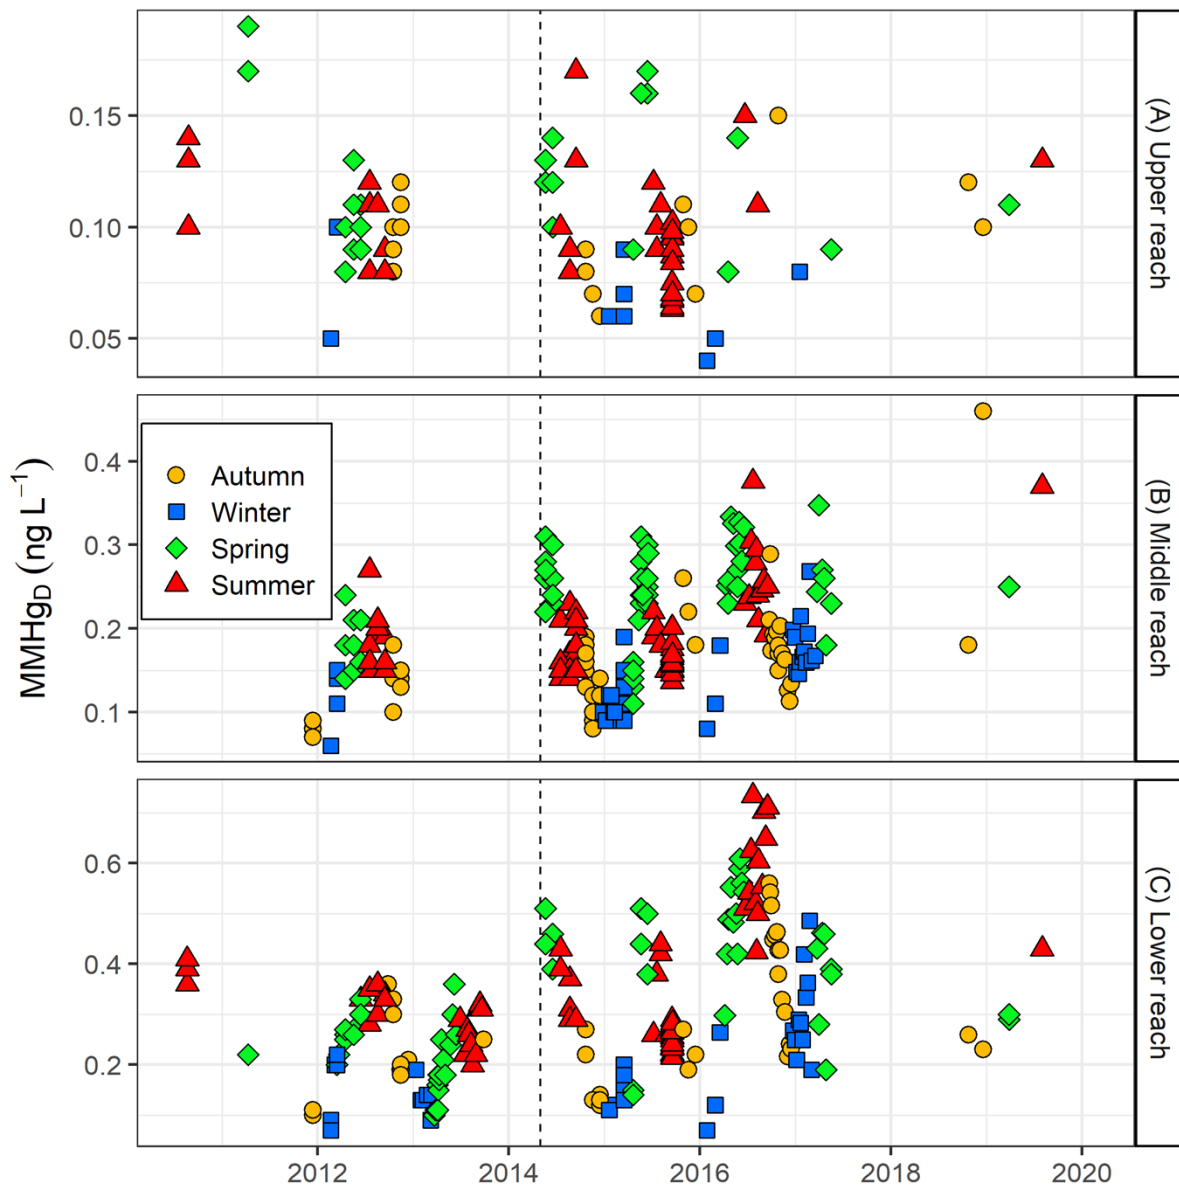 0.15
0.10
0.05
(A) Upper reach
MMHgD (ng L−1)
0.4
0.3
0.2
0.1
Autumn
Winter
Spring
Summer
(B) Middle reach
0.6
0.4
0.2
(C) Lower reach
2012 2014 2016 2018 2020